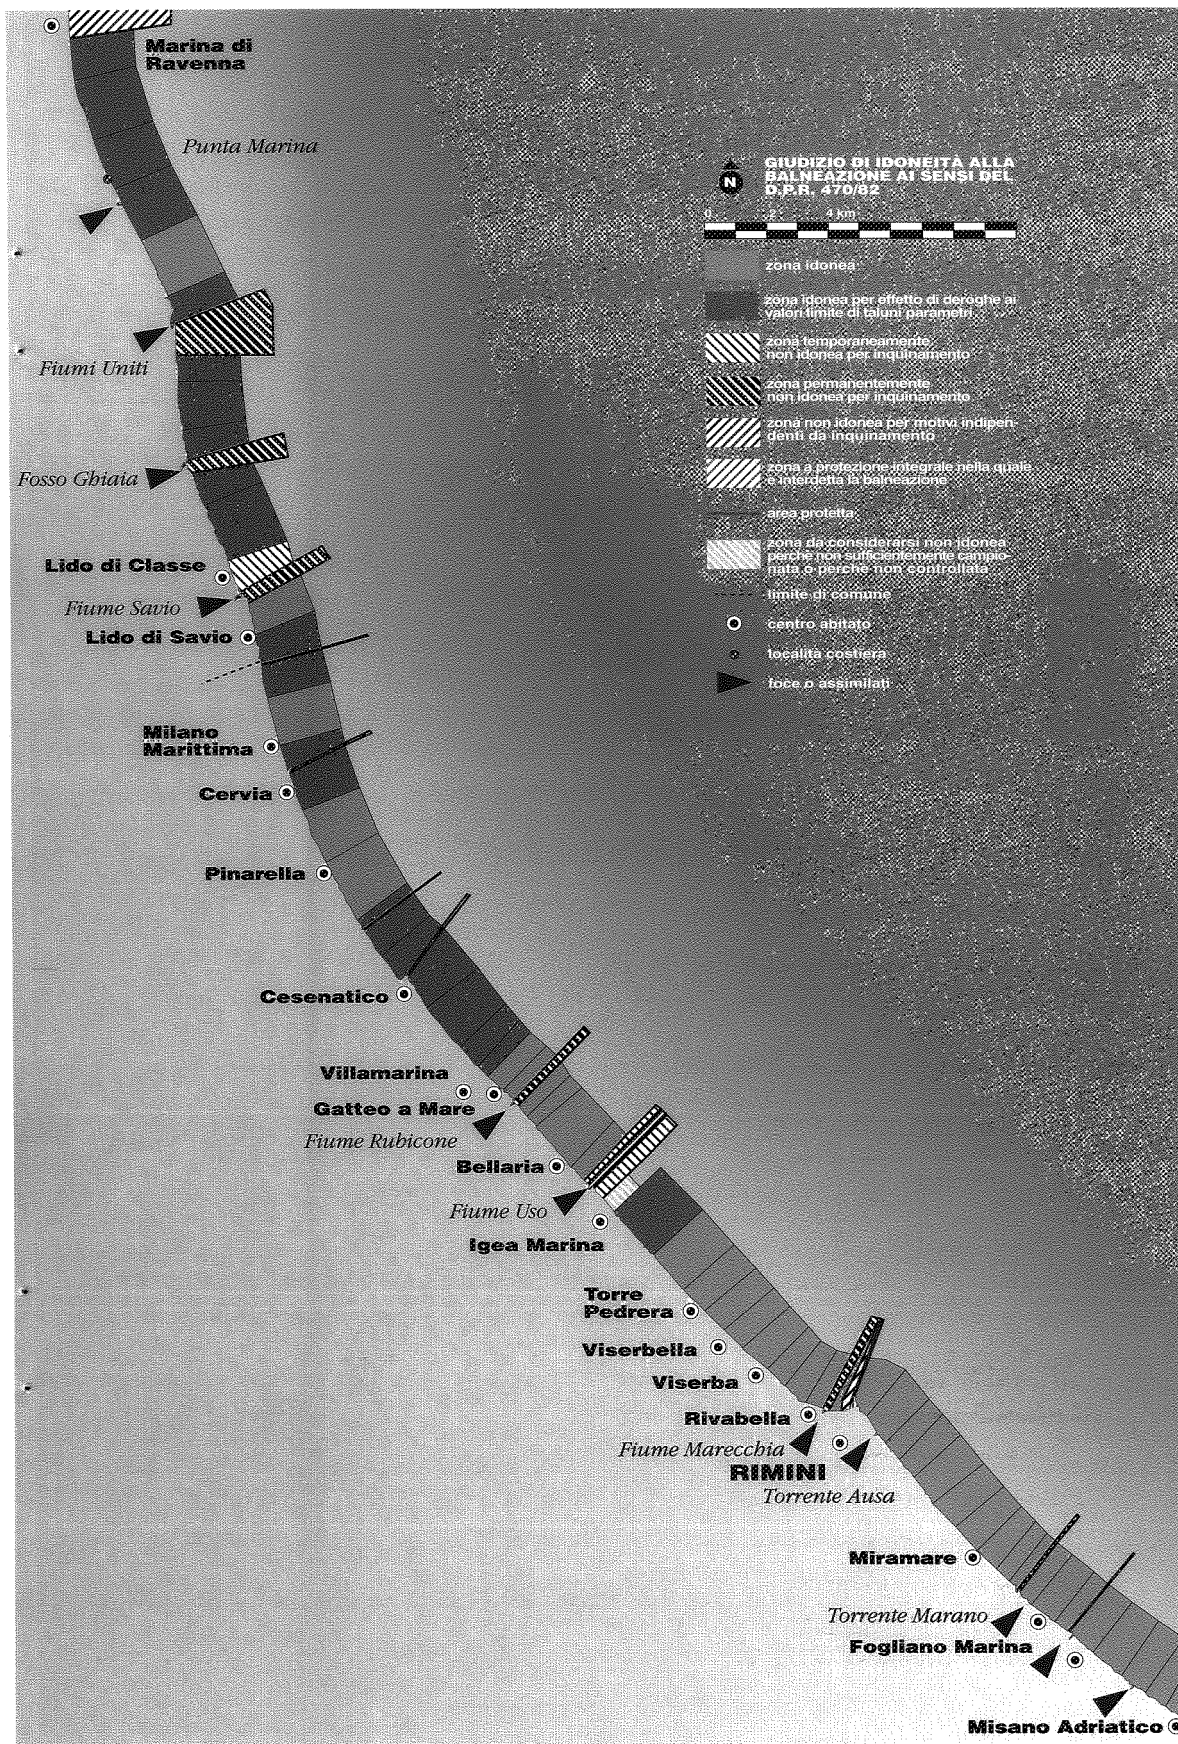 Marina di
Ravenna
Punta Marina
GIUDIZIO DI IDONEITÀ ALLA
BALNEAZIONE AI SENSI DEL
D.P.R. 470/82
N
0 2 4 km
zona idonea
zona idonea per effetto di deroghe ai
valori limite di taluni parametri
zona temporaneamente
non idonea per inquinamento
zona permanentemente
non idonea per inquinamento
zona non idonea per motivi indipen-
denti da inquinamento
zona a protezione integrale nella quale
è interdetta la balneazione
area protetta
zona da considerarsi non idonea
perchè non sufficientemente campio-
nata o perchè non controllata
limite di comune
centro abitato
località costiera
foce o assimilati
Fiumi Uniti
Fosso Ghiaia
Lido di Classe
Fiume Savio
Lido di Savio
Milano
Marittima
Cervia
Pinarella
Cesenatico
Villamarina
Gatteo a Mare
Fiume Rubicone
Bellaria
Fiume Uso
Igea Marina
Torre
Pedrera
Viserbella
Viserba
Rivabella
Fiume Marecchia
RIMINI
Torrente Ausa
Miramare
Torrente Marano
Fogliano Marina
Misano Adriatico